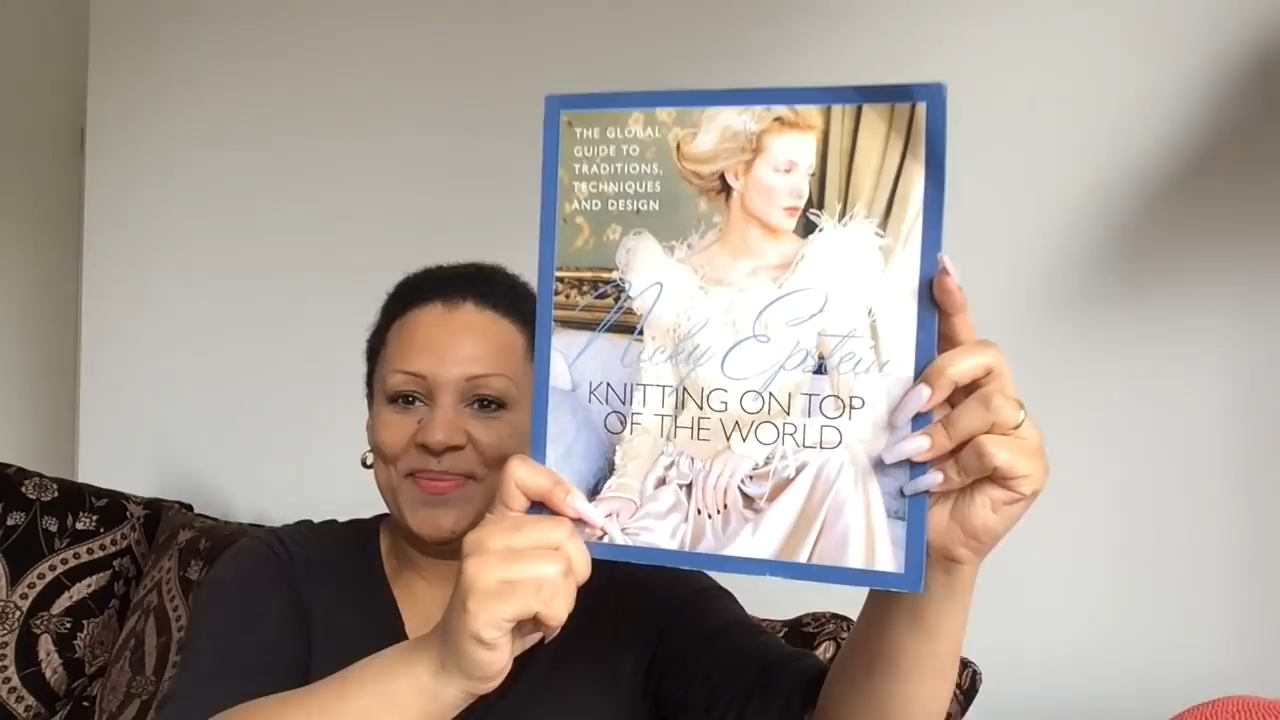 THE GLOBAL
GUIDE TO
TRADITIONS,
TECHNIQUES
AND DESIGN
Nicky Epstein
KNITTING ON TOP
OF THE WORLD